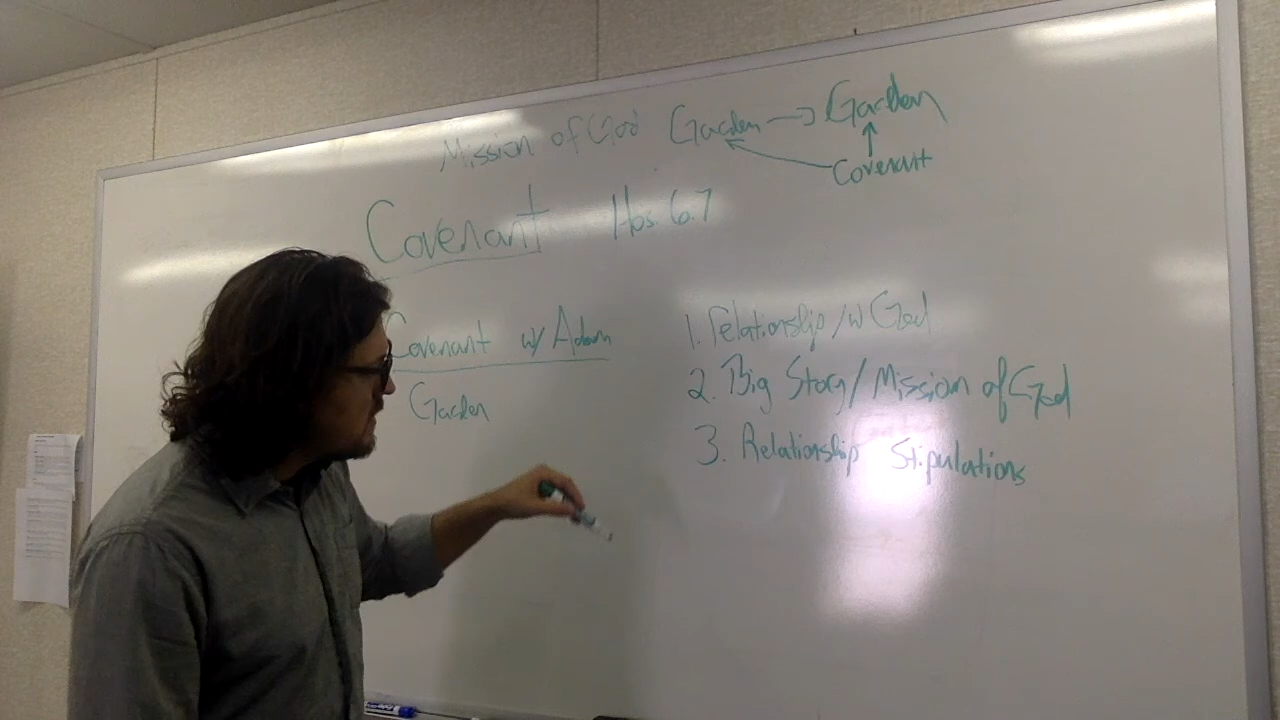 Mission of God Garden → Garden
Covenant
Covenant Hos. 6.7
Covenant w/ Adam
Garden
1. Relationship/w God
2. Big Story/Mission of God
3. Relationship Stipulations